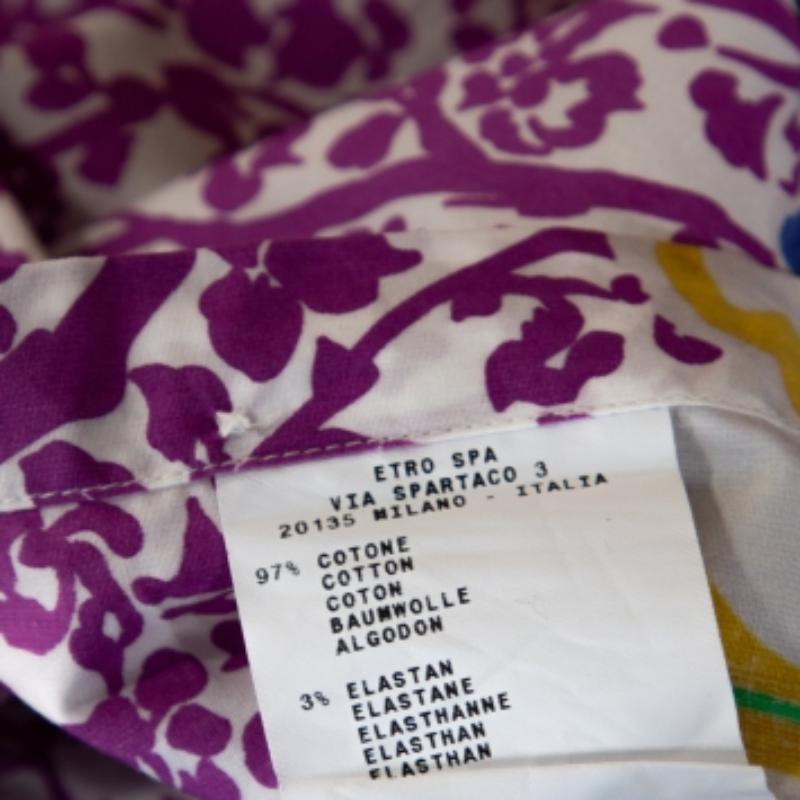 ETRO SPA
VIA SPARTACO 3
20135 MILANO - ITALIA
97% COTONE
COTTON
COTON
BAUMWOLLE
ALGODON
3% ELASTAN
ELASTANE
ELASTHANNE
ELASTHAN
ELASTHAN